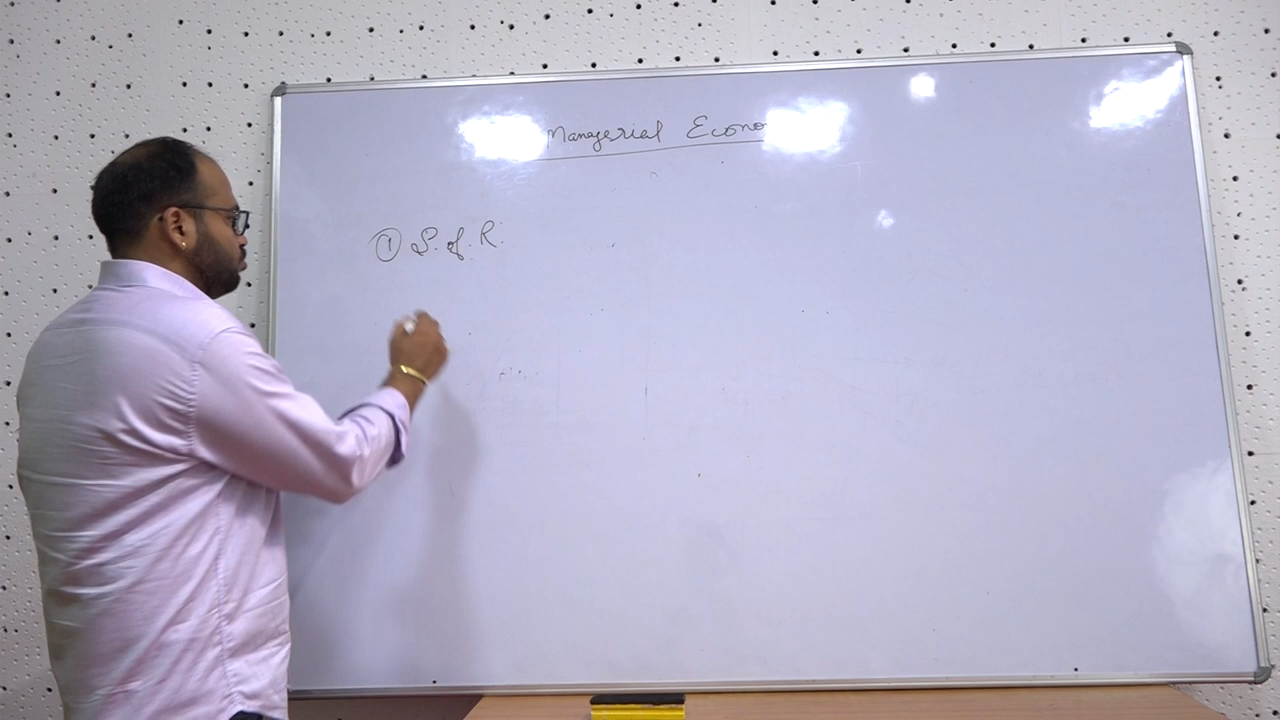 Managerial Econo
① S. of R.